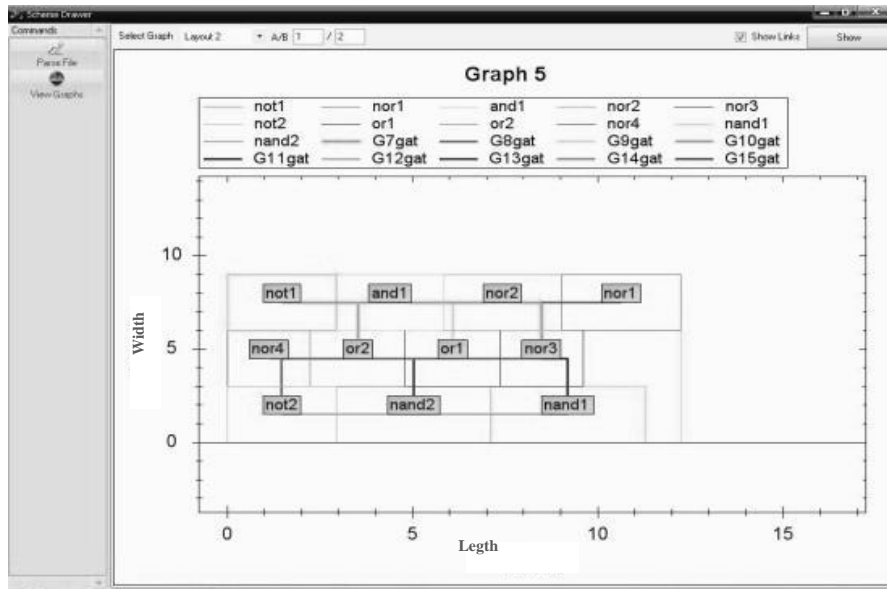 Scheme Drawer
Commands
Parse File
View Graphs
Select Graph Layout 2 A/B 1 / 2 Show Links Show
Graph 5
not1 nor1 and1 nor2 nor3
not2 or1 or2 nor4 nand1
nand2 G7gat G8gat G9gat G10gat
G11gat G12gat G13gat G14gat G15gat
10
5
0
Width
not1 and1 nor2 nor1
nor4 or2 or1 nor3
not2 nand2 nand1
0 5 10 15
Legth